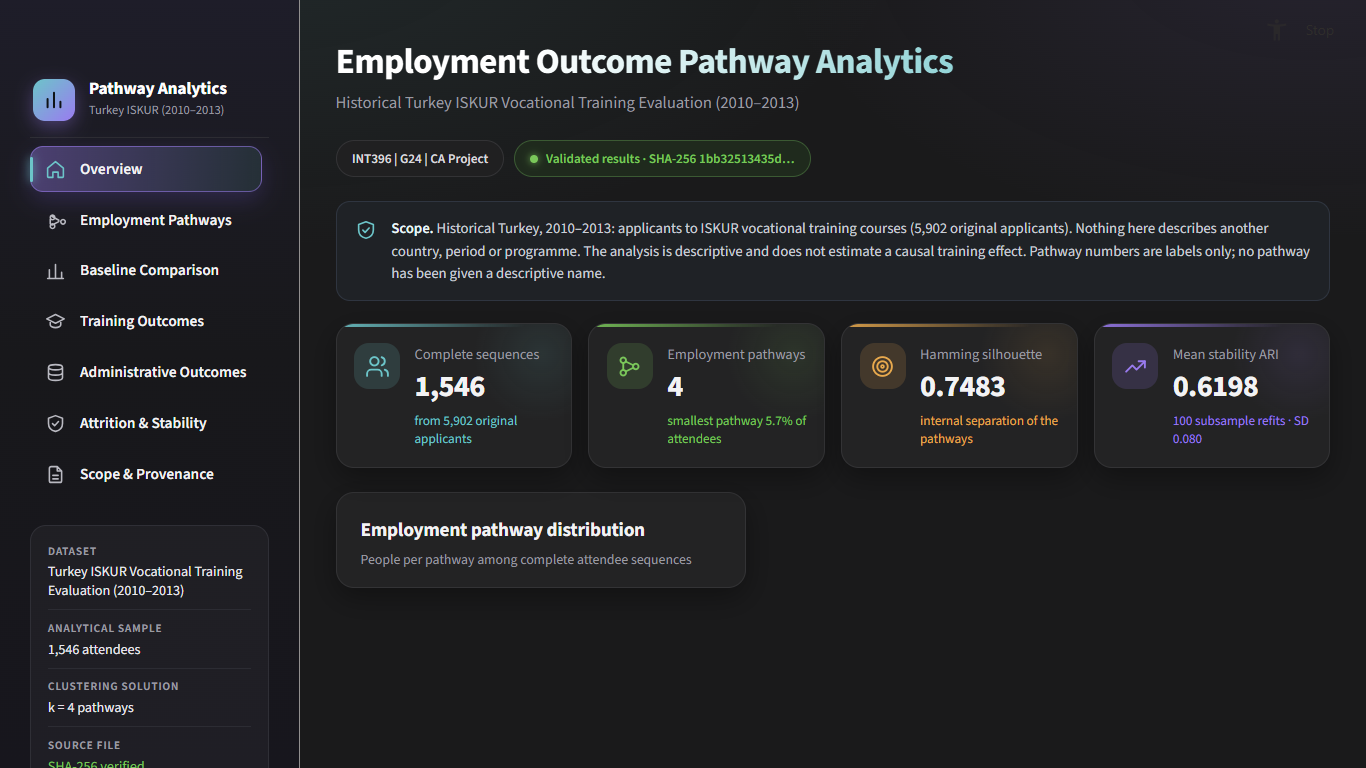 Pathway Analytics
Turkey ISKUR (2010–2013)
Overview
Employment Pathways
Baseline Comparison
Training Outcomes
Administrative Outcomes
Attrition & Stability
Scope & Provenance
DATASET
Turkey ISKUR Vocational Training
Evaluation (2010–2013)
ANALYTICAL SAMPLE
1,546 attendees
CLUSTERING SOLUTION
k = 4 pathways
SOURCE FILE
SHA-256 verified
Stop
Employment Outcome Pathway Analytics
Historical Turkey ISKUR Vocational Training Evaluation (2010–2013)
INT396 | G24 | CA Project
Validated results · SHA-256 1bb32513435d…
Scope. Historical Turkey, 2010–2013: applicants to ISKUR vocational training courses (5,902 original applicants). Nothing here describes another
country, period or programme. The analysis is descriptive and does not estimate a causal training effect. Pathway numbers are labels only; no pathway
has been given a descriptive name.
Complete sequences
1,546
from 5,902 original
applicants
Employment pathways
4
smallest pathway 5.7% of
attendees
Hamming silhouette
0.7483
internal separation of the
pathways
Mean stability ARI
0.6198
100 subsample refits · SD
0.080
Employment pathway distribution
People per pathway among complete attendee sequences